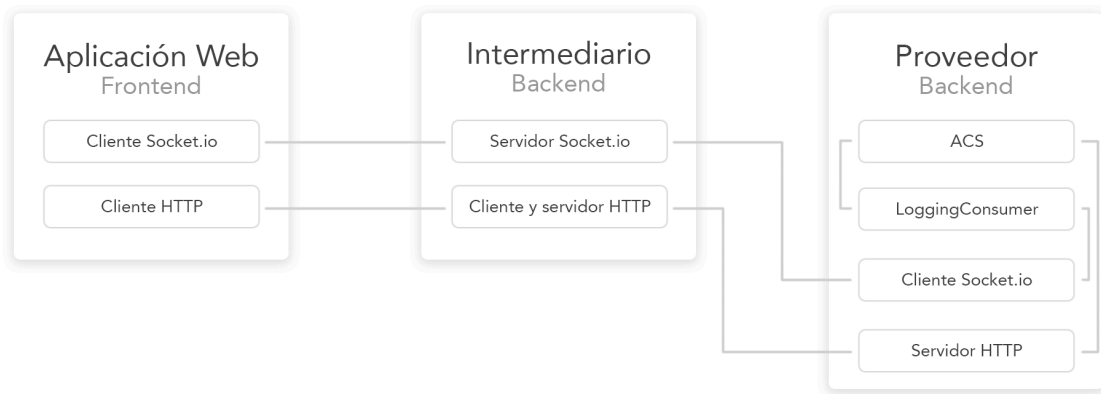 Aplicación Web
Frontend
Cliente Socket.io
Cliente HTTP
Intermediario
Backend
Servidor Socket.io
Cliente y servidor HTTP
Proveedor
Backend
ACS
LoggingConsumer
Cliente Socket.io
Servidor HTTP